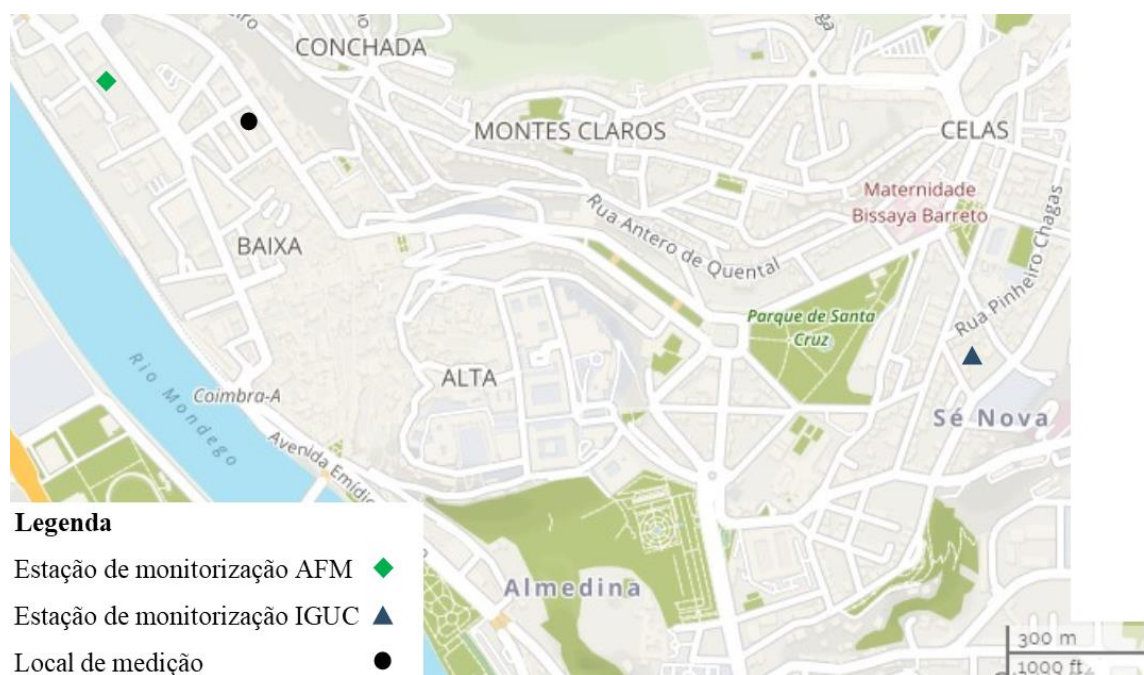 CONCHADA
MONTES CLAROS
CELAS
Maternidade
Bissaya Barreto
Rua Antero de Quental
BAIXA
Rua Pinheiro Chagas
Parque de Santa
Cruz
Rio Mondego
Coimbra-A
ALTA
Sé Nova
Avenida Emídio
Almedina
Legenda
Estação de monitorização AFM
Estação de monitorização IGUC
Local de medição
300 m
1000 ft